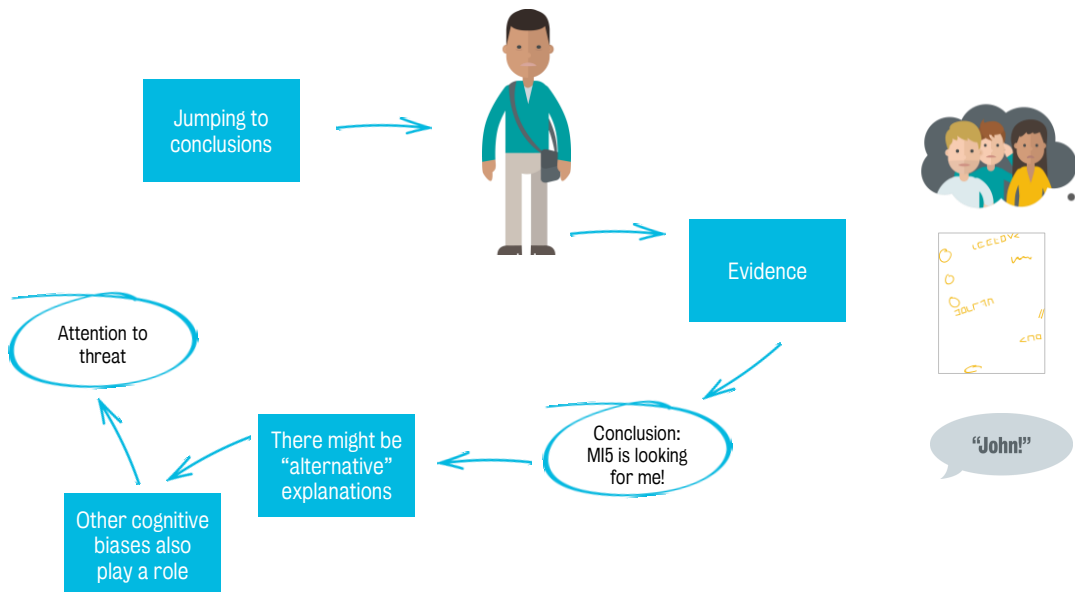 Jumping to
conclusions
Evidence
Attention to
threat
Conclusion:
MI5 is looking
for me!
There might be
“alternative”
explanations
“John!”
Other cognitive
biases also
play a role